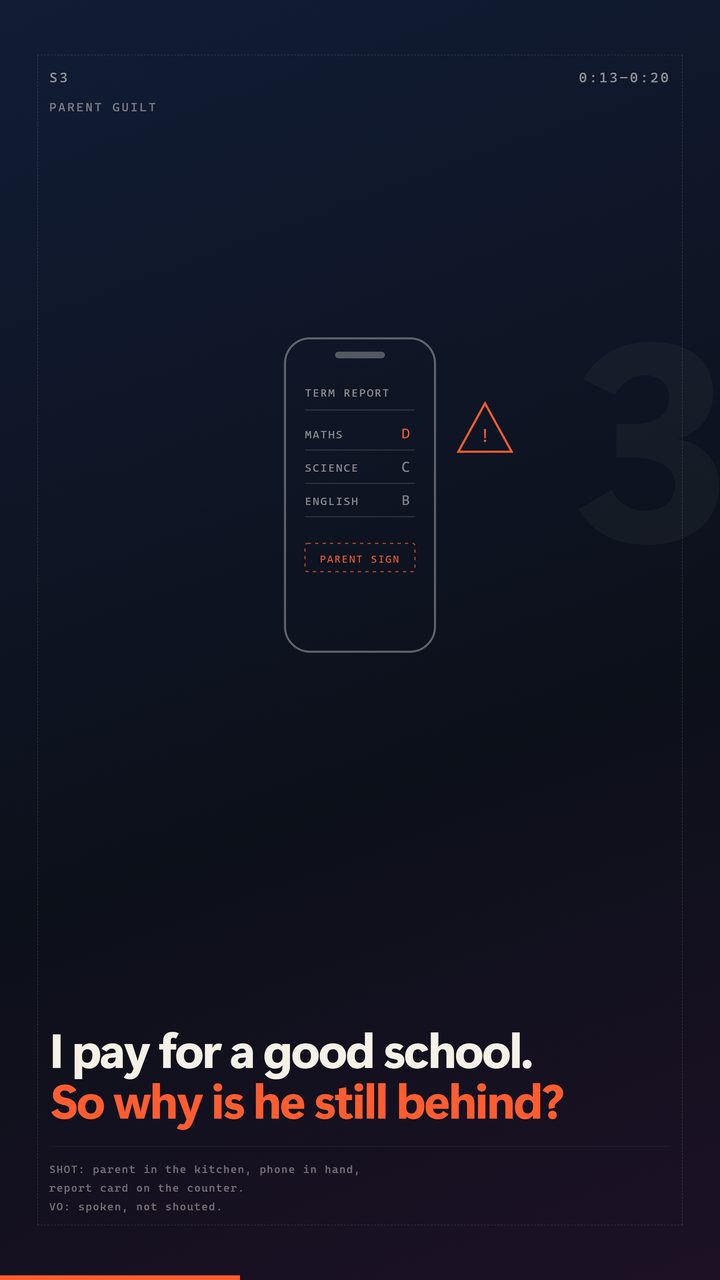 S3
0:13–0:20
PARENT GUILT
3
TERM REPORT
MATHS D
SCIENCE C
ENGLISH B
PARENT SIGN
!
I pay for a good school.
So why is he still behind?
SHOT: parent in the kitchen, phone in hand,
report card on the counter.
VO: spoken, not shouted.